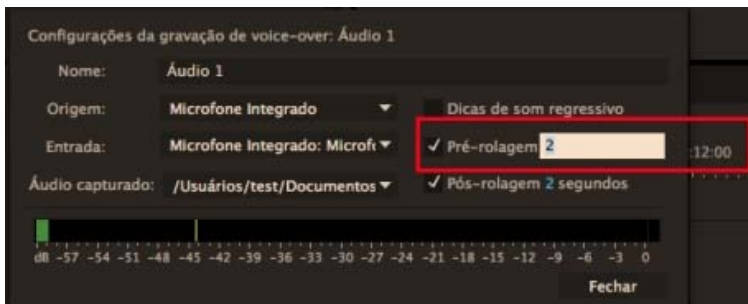 Configurações da gravação de voice-over: Áudio 1
Nome: Áudio 1
Origem: Microfone Integrado Dicas de som regressivo
Entrada: Microfone Integrado: Microf Pré-rolagem 2
:12:00
Áudio capturado: /Usuários/test/Documentos Pós-rolagem 2 segundos
dB -57 -54 -51 -48 -45 -42 -39 -36 -33 -30 -27 -24 -21 -18 -15 -12 -9 -6 -3 0
Fechar